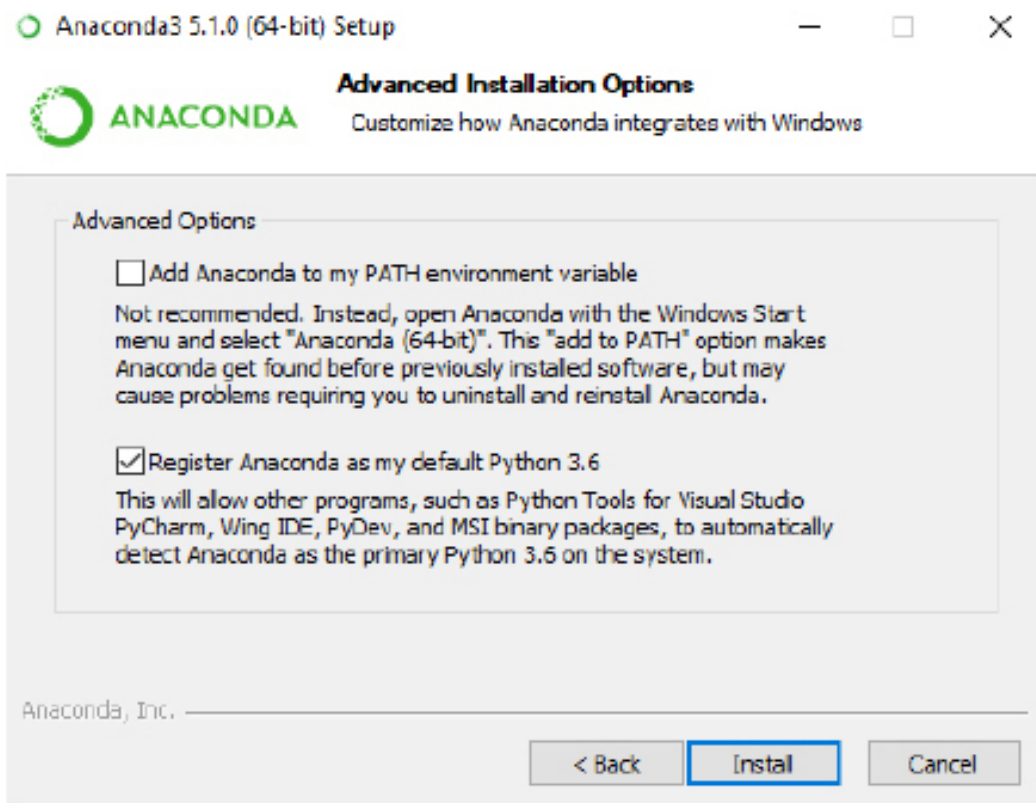 Anaconda3 5.1.0 (64-bit) Setup
ANACONDA
Advanced Installation Options
Customize how Anaconda integrates with Windows
Advanced Options
Add Anaconda to my PATH environment variable
Not recommended. Instead, open Anaconda with the Windows Start
menu and select "Anaconda (64-bit)". This "add to PATH" option makes
Anaconda get found before previously installed software, but may
cause problems requiring you to uninstall and reinstall Anaconda.
Register Anaconda as my default Python 3.6
This will allow other programs, such as Python Tools for Visual Studio
PyCharm, Wing IDE, PyDev, and MSI binary packages, to automatically
detect Anaconda as the primary Python 3.6 on the system.
Anaconda, Inc.
< Back Install Cancel